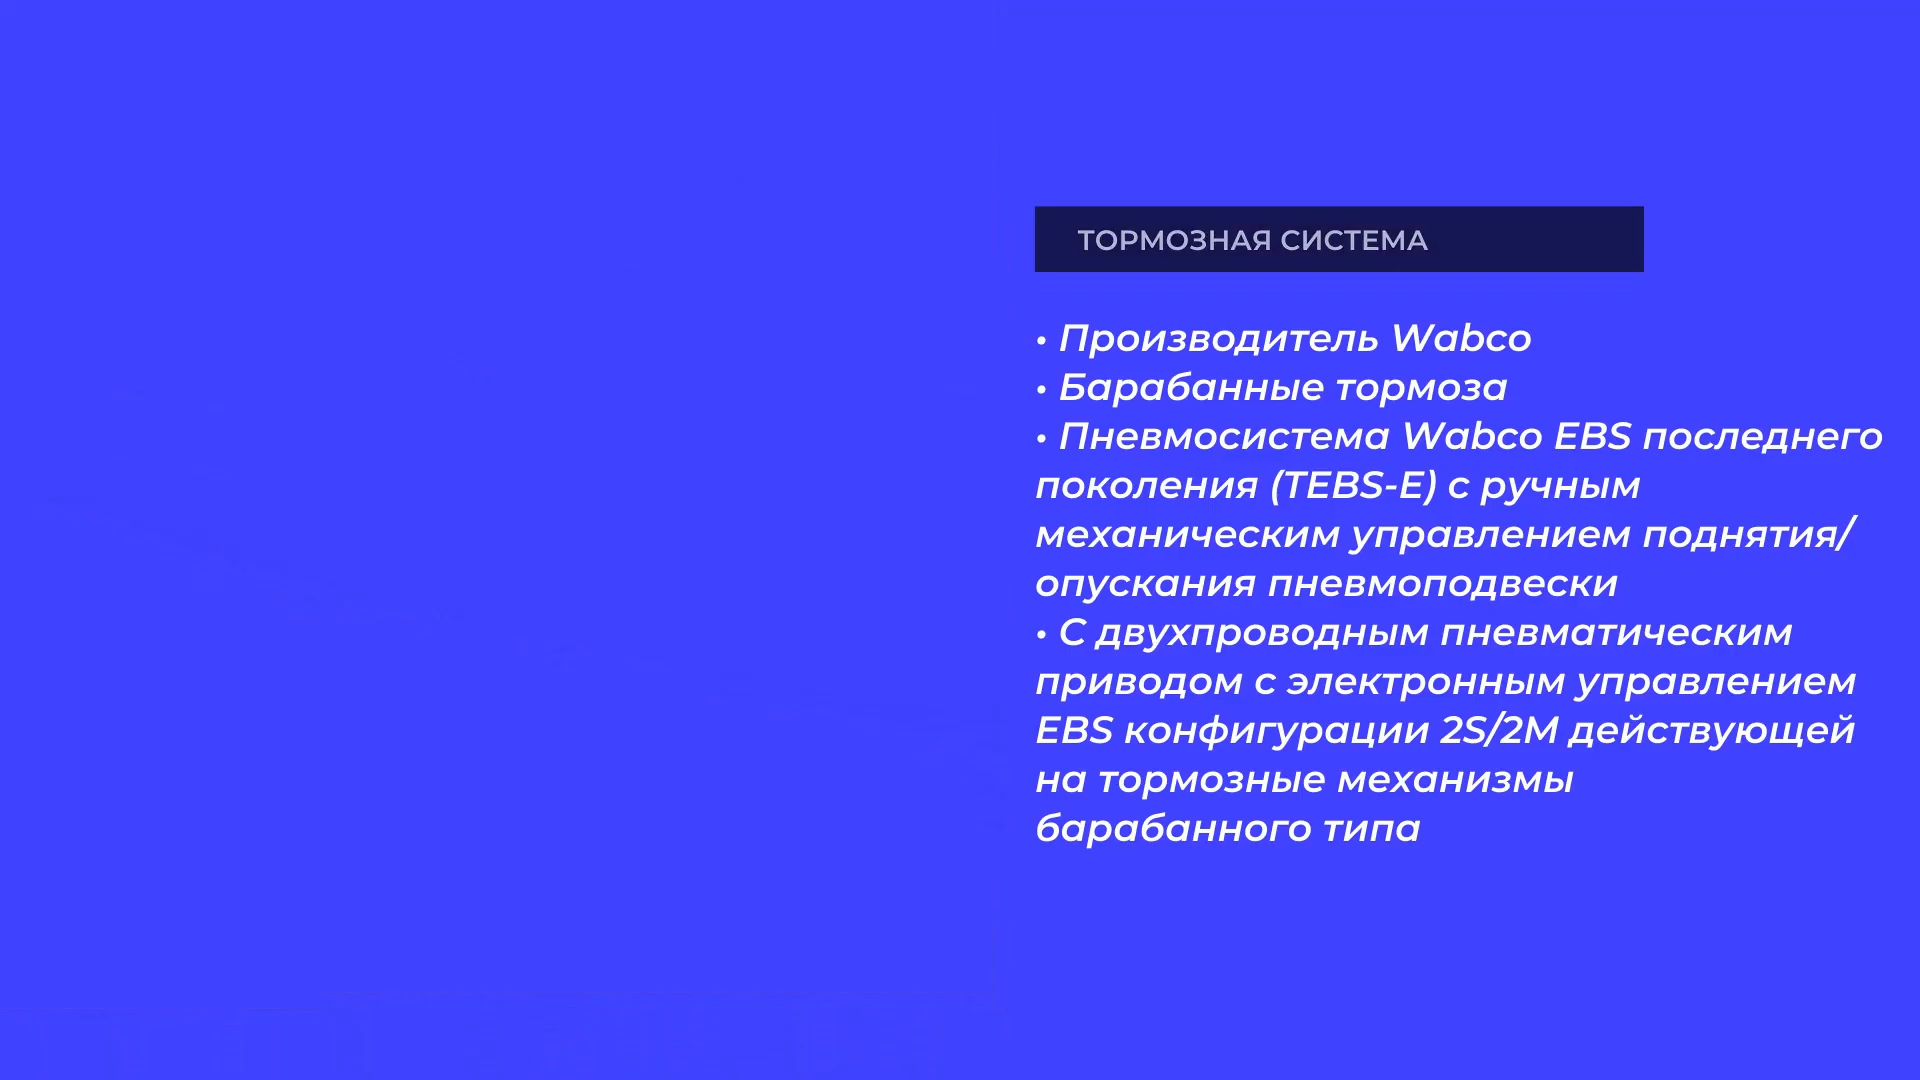 ТОРМОЗНАЯ СИСТЕМА
• Производитель Wabco
• Барабанные тормоза
• Пневмосистема Wabco EBS последнего
поколения (TEBS-E) с ручным
механическим управлением поднятия/
опускания пневмоподвески
• С двухпроводным пневматическим
приводом с электронным управлением
EBS конфигурации 2S/2M действующей
на тормозные механизмы
барабанного типа